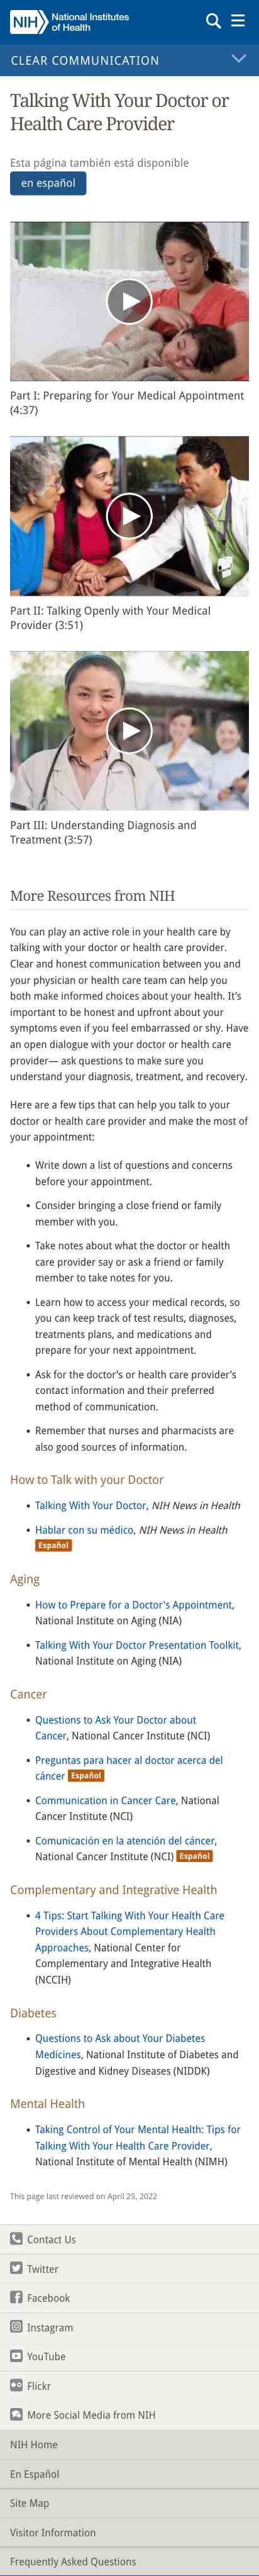 NIH National Institutes
of Health
CLEAR COMMUNICATION
Talking With Your Doctor or
Health Care Provider
Esta página también está disponible
en español
Part I: Preparing for Your Medical Appointment
(4:37)
Part II: Talking Openly with Your Medical
Provider (3:51)
Part III: Understanding Diagnosis and
Treatment (3:57)
More Resources from NIH
You can play an active role in your health care by
talking with your doctor or health care provider.
Clear and honest communication between you and
your physician or health care team can help you
both make informed choices about your health. It's
important to be honest and upfront about your
symptoms even if you feel embarrassed or shy. Have
an open dialogue with your doctor or health care
provider— ask questions to make sure you
understand your diagnosis, treatment, and recovery.
Here are a few tips that can help you talk to your
doctor or health care provider and make the most of
your appointment:
• Write down a list of questions and concerns
before your appointment.
• Consider bringing a close friend or family
member with you.
• Take notes about what the doctor or health
care provider say or ask a friend or family
member to take notes for you.
• Learn how to access your medical records, so
you can keep track of test results, diagnoses,
treatments plans, and medications and
prepare for your next appointment.
• Ask for the doctor's or health care provider's
contact information and their preferred
method of communication.
• Remember that nurses and pharmacists are
also good sources of information.
How to Talk with your Doctor
• Talking With Your Doctor, NIH News in Health
• Hablar con su médico, NIH News in Health
Español
Aging
• How to Prepare for a Doctor's Appointment,
National Institute on Aging (NIA)
• Talking With Your Doctor Presentation Toolkit,
National Institute on Aging (NIA)
Cancer
• Questions to Ask Your Doctor about
Cancer, National Cancer Institute (NCI)
• Preguntas para hacer al doctor acerca del
cáncer Español
• Communication in Cancer Care, National
Cancer Institute (NCI)
• Comunicación en la atención del cáncer,
National Cancer Institute (NCI) Español
Complementary and Integrative Health
• 4 Tips: Start Talking With Your Health Care
Providers About Complementary Health
Approaches, National Center for
Complementary and Integrative Health
(NCCIH)
Diabetes
• Questions to Ask about Your Diabetes
Medicines, National Institute of Diabetes and
Digestive and Kidney Diseases (NIDDK)
Mental Health
• Taking Control of Your Mental Health: Tips for
Talking With Your Health Care Provider,
National Institute of Mental Health (NIMH)
This page last reviewed on April 25, 2022
Contact Us
Twitter
Facebook
Instagram
YouTube
Flickr
More Social Media from NIH
NIH Home
En Español
Site Map
Visitor Information
Frequently Asked Questions